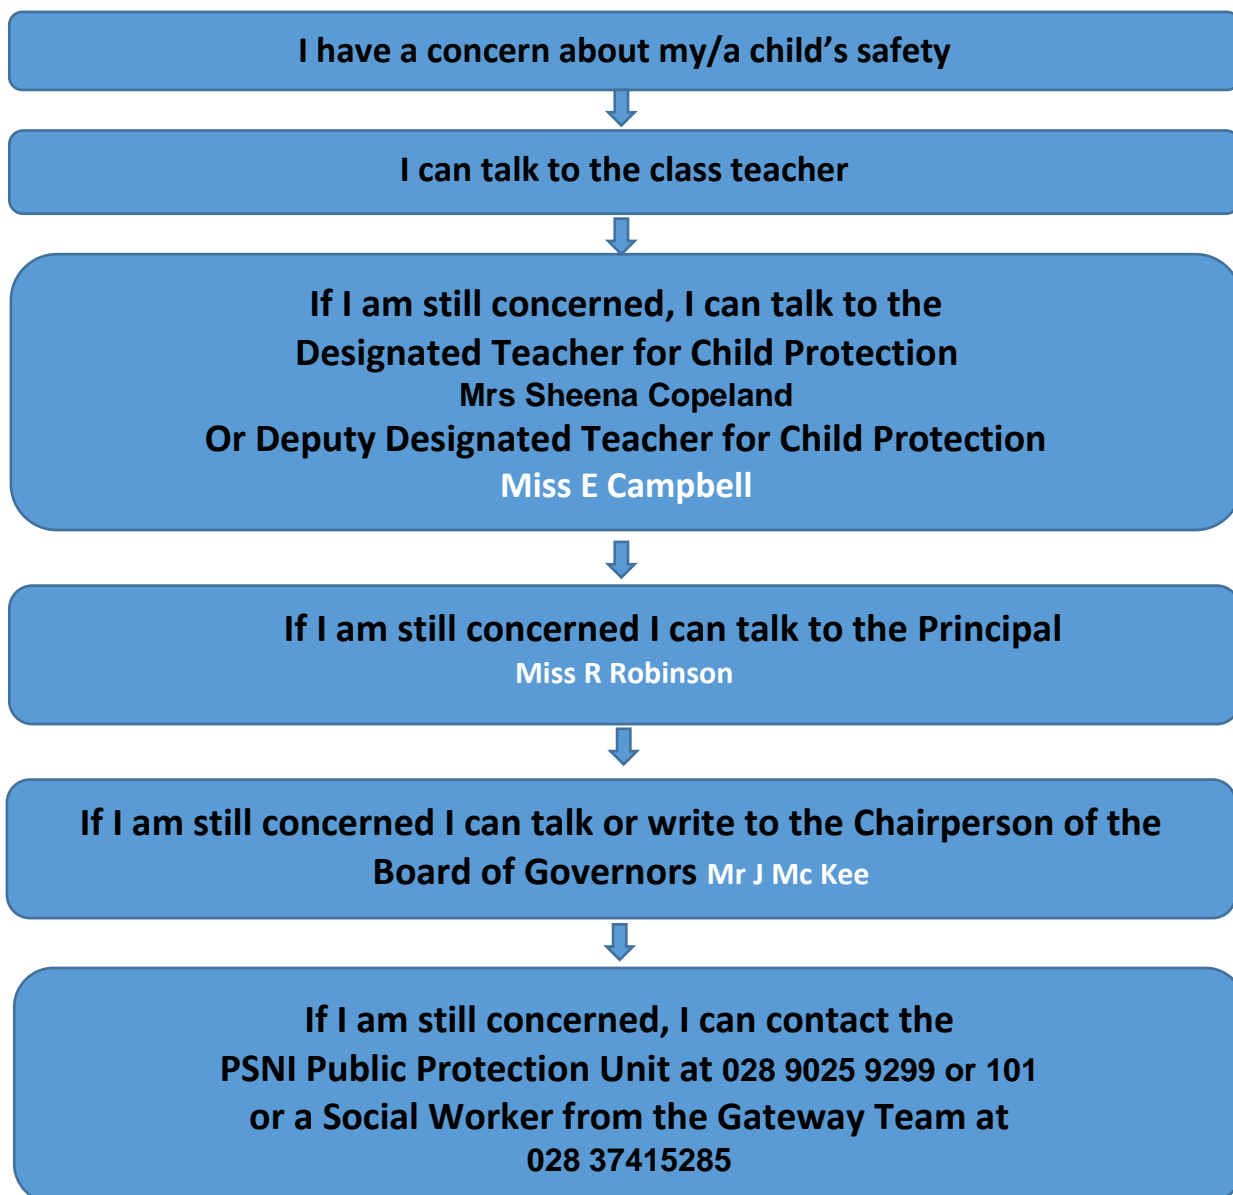 I have a concern about my/a child’s safety
I can talk to the class teacher
If I am still concerned, I can talk to the
Designated Teacher for Child Protection
Mrs Sheena Copeland
Or Deputy Designated Teacher for Child Protection
Miss E Campbell
If I am still concerned I can talk to the Principal
Miss R Robinson
If I am still concerned I can talk or write to the Chairperson of the
Board of Governors Mr J Mc Kee
If I am still concerned, I can contact the
PSNI Public Protection Unit at 028 9025 9299 or 101
or a Social Worker from the Gateway Team at
028 37415285